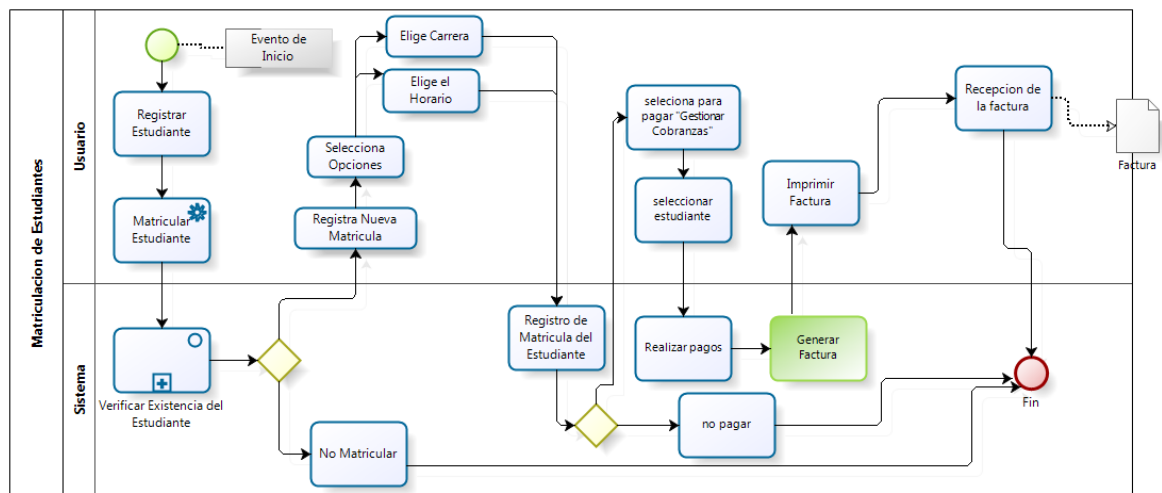 Matriculacion de Estudiantes
Usuario
Evento de
Inicio
Registrar
Estudiante
Matricular
Estudiante
Elige Carrera
Elige el
Horario
Selecciona
Opciones
Registra Nueva
Matricula
seleciona para
pagar "Gestionar
Cobranzas"
seleccionar
estudiante
Imprimir
Factura
Recepcion de
la factura
Factura
Sistema
Verificar Existencia del
Estudiante
No Matricular
Registro de
Matricula del
Estudiante
Realizar pagos
Generar
Factura
no pagar
Fin